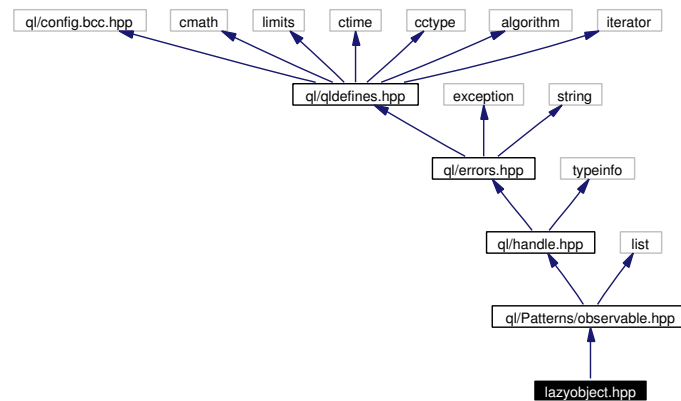 ql/config.bcc.hpp
cmath
limits
ctime
cctype
algorithm
iterator
ql/qldefines.hpp
exception
string
ql/errors.hpp
typeinfo
ql/handle.hpp
list
ql/Patterns/observable.hpp
lazyobject.hpp